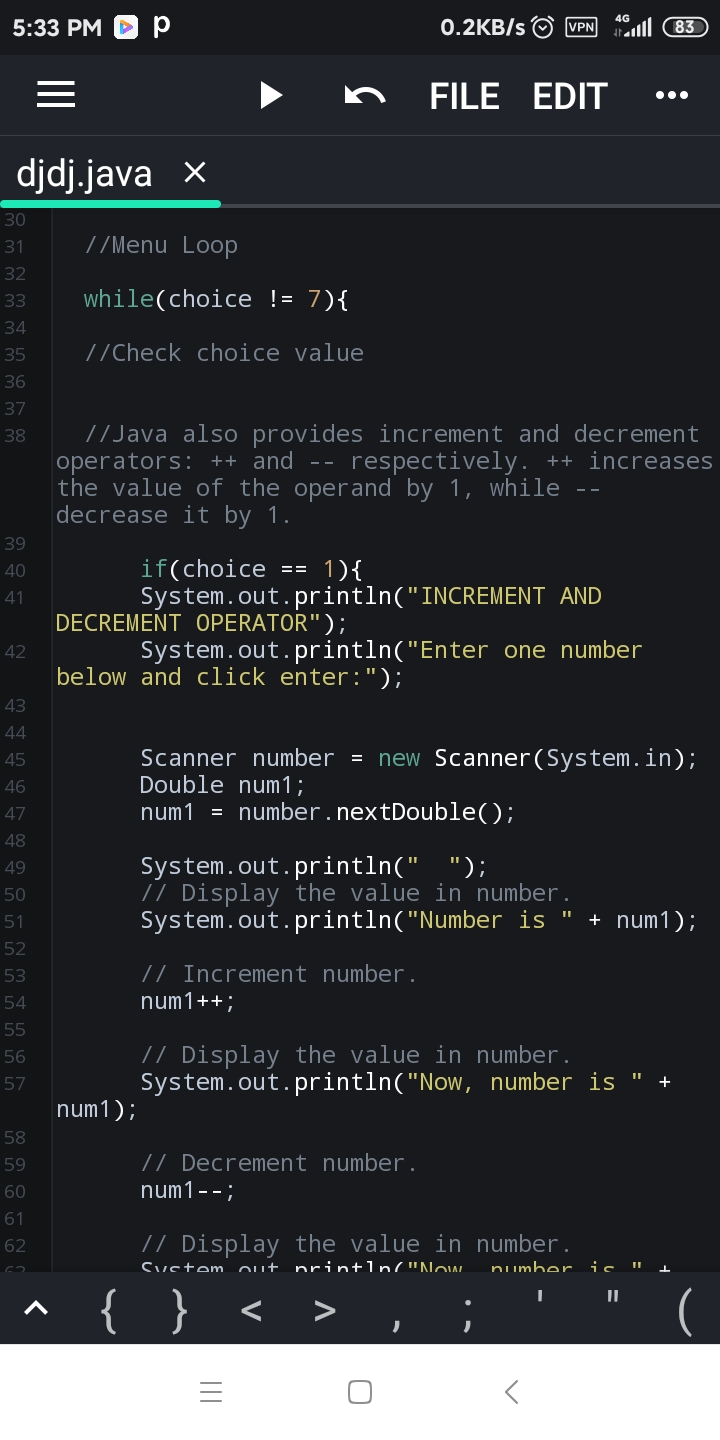 5:33 PM p 0.2KB/s VPN 4G 83
FILE EDIT
djdj.java
30
31 //Menu Loop
32
33 while(choice != 7){
34
35 //Check choice value
36
37
38 //Java also provides increment and decrement
operators: ++ and -- respectively. ++ increases
the value of the operand by 1, while --
decrease it by 1.
39
40 if(choice == 1){
41 System.out.println("INCREMENT AND
DECREMENT OPERATOR");
42 System.out.println("Enter one number
below and click enter:");
43
44
45 Scanner number = new Scanner(System.in);
46 Double num1;
47 num1 = number.nextDouble();
48
49 System.out.println("  ");
50 // Display the value in number.
51 System.out.println("Number is " + num1);
52
53 // Increment number.
54 num1++;
55
56 // Display the value in number.
57 System.out.println("Now, number is " +
num1);
58
59 // Decrement number.
60 num1--;
61
62 // Display the value in number.
63 System.out.println("Now, number is " +
{ } < > , ; ' " (